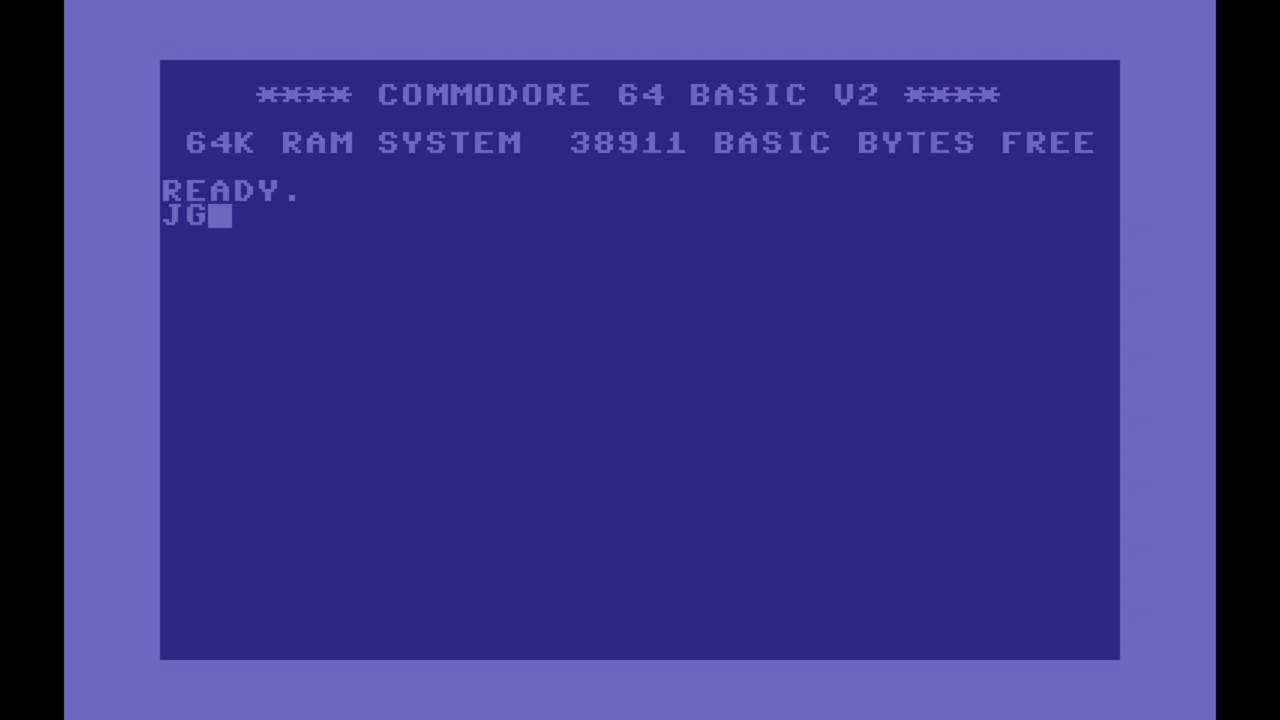 **** COMMODORE 64 BASIC V2 ****
64K RAM SYSTEM  38911 BASIC BYTES FREE
READY.
JG